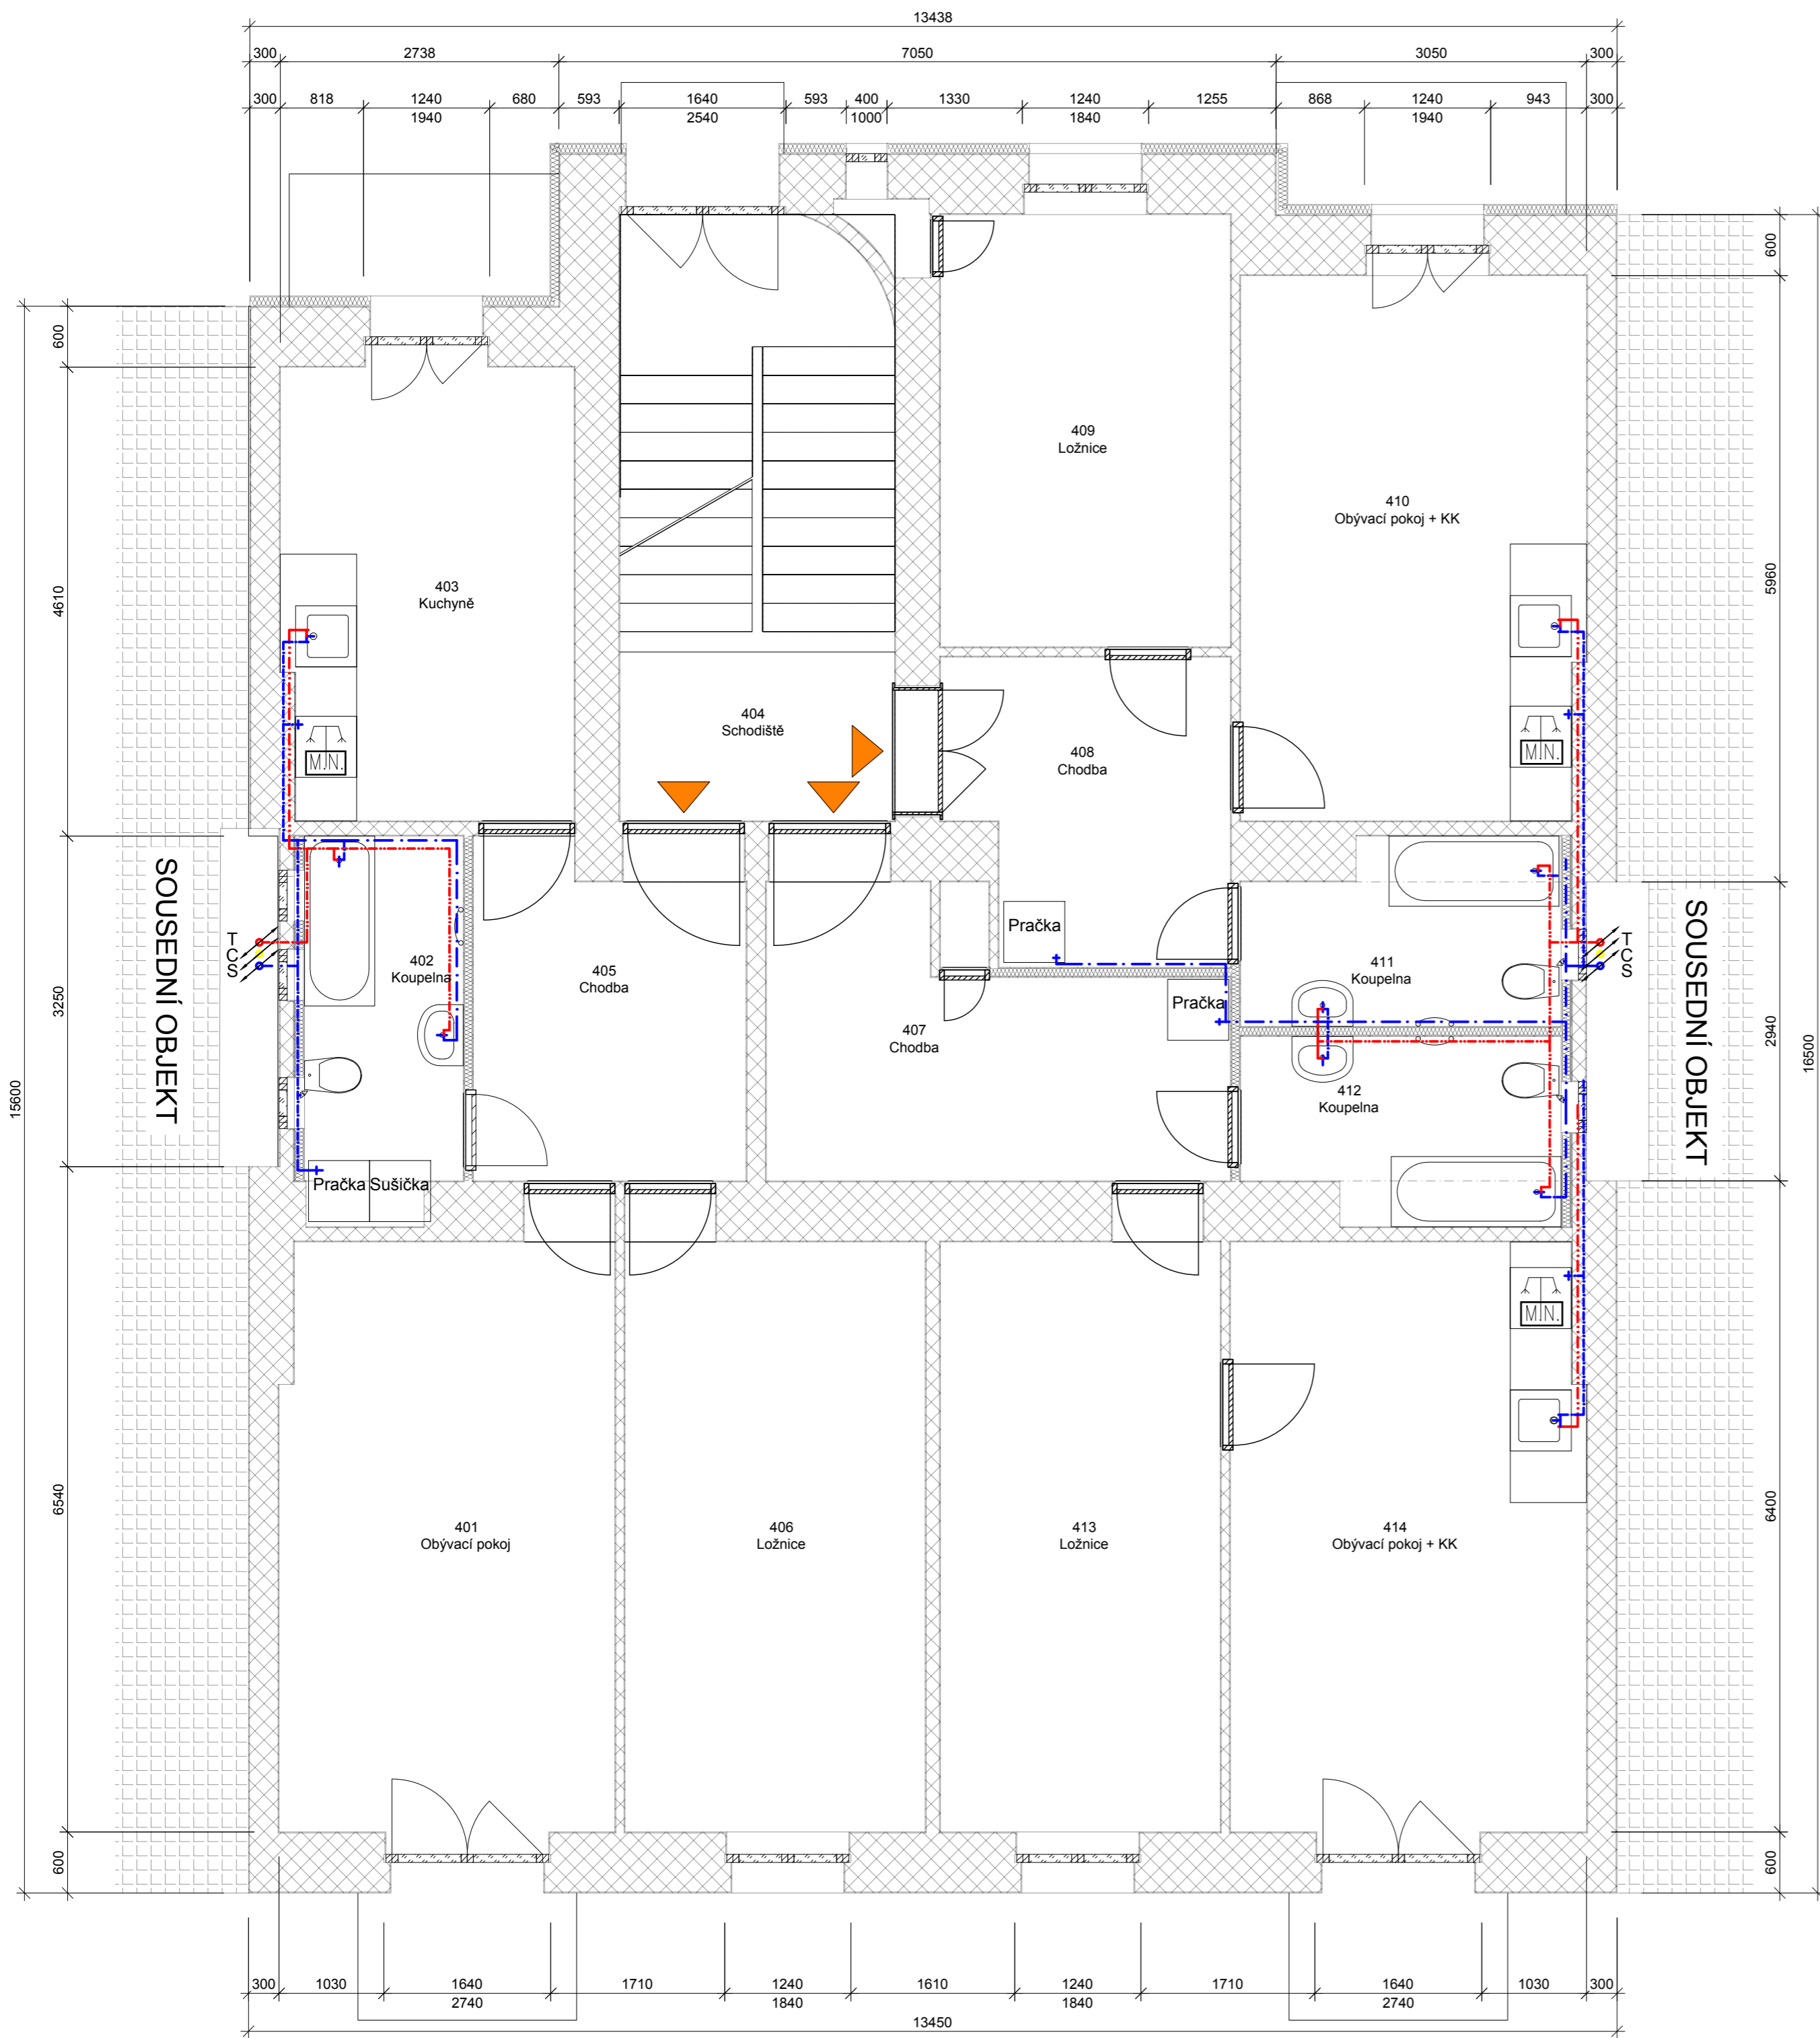 13438
300 2738 7050 3050 300
300 818 1240 680 593 1640 593 400 1330 1240 1255 868 1240 943 300
1940 2540 1000 1840 1940
600
600
409
Ložnice
410
Obývací pokoj + KK
5960
4610
403
Kuchyně
404
Schodiště
M.N.
408
Chodba
M.N.
SOUSEDNÍ OBJEKT
T
C
S
402
Koupelna
405
Chodba
Pračka
411
Koupelna
T
C
S
SOUSEDNÍ OBJEKT
Pračka
407
Chodba
3250
2940
15600
16500
412
Koupelna
Pračka Sušička
M.N.
6540
6400
401
Obývací pokoj
406
Ložnice
413
Ložnice
414
Obývací pokoj + KK
600
600
300 1030 1640 1710 1240 1610 1240 1710 1640 1030 300
2740 1840 1840 2740
13450